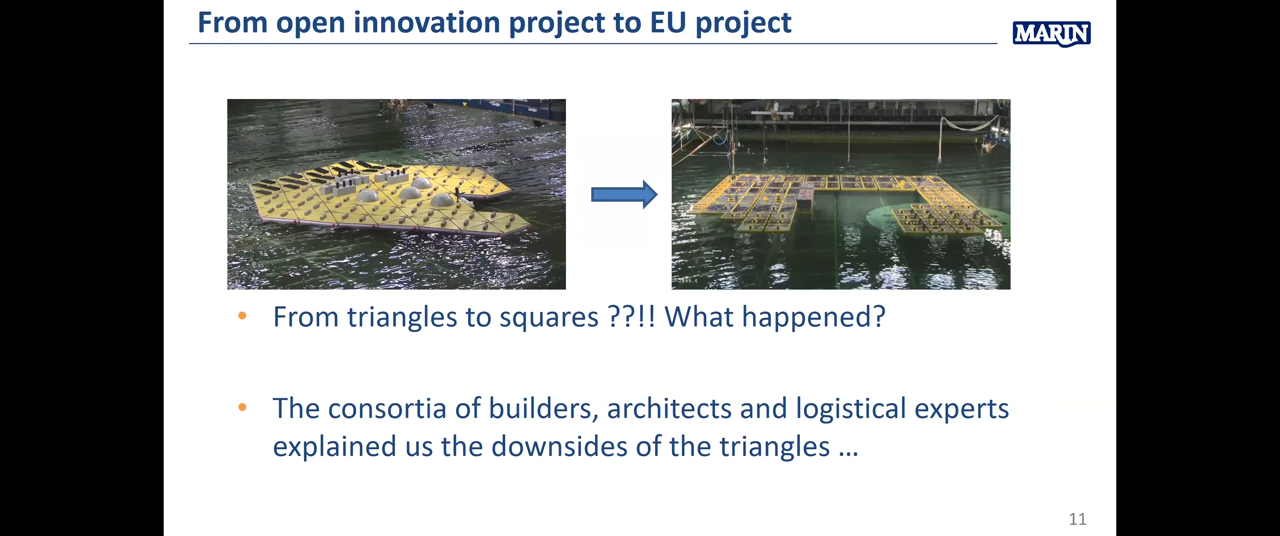 From open innovation project to EU project
MARIN
• From triangles to squares ??!! What happened?
• The consortia of builders, architects and logistical experts
explained us the downsides of the triangles ...
11